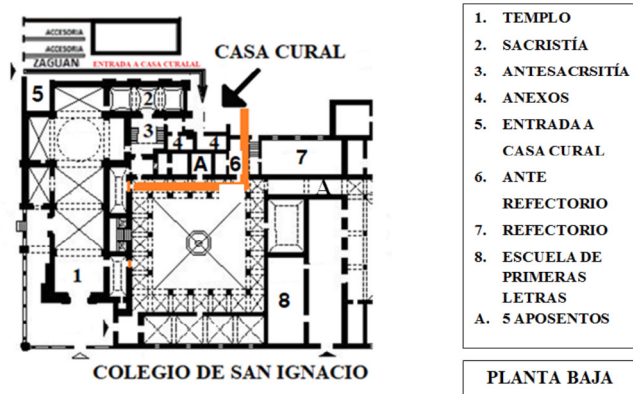 ACCESORIA
ACCESORIA
ZAGUAN
ENTRADA A CASA CURALAL
CASA CURAL
5
2
3
4
4
A
6
7
A
1
8
COLEGIO DE SAN IGNACIO
1. TEMPLO
2. SACRISTÍA
3. ANTESACRSITÍA
4. ANEXOS
5. ENTRADA A
CASA CURAL
6. ANTE
REFECTORIO
7. REFECTORIO
8. ESCUELA DE
PRIMERAS
LETRAS
A. 5 APOSENTOS
PLANTA BAJA